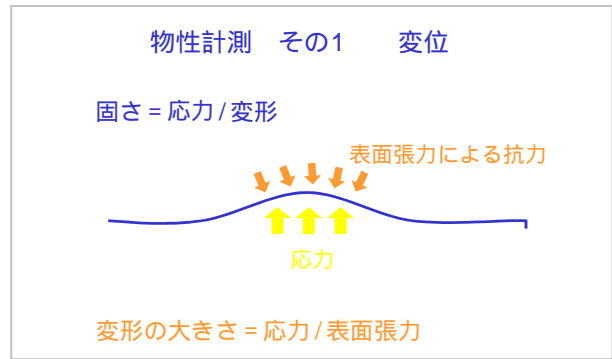 物性計測　その1　　変位
固さ = 応力 / 変形
表面張力による抗力
応力
変形の大きさ = 応力 / 表面張力